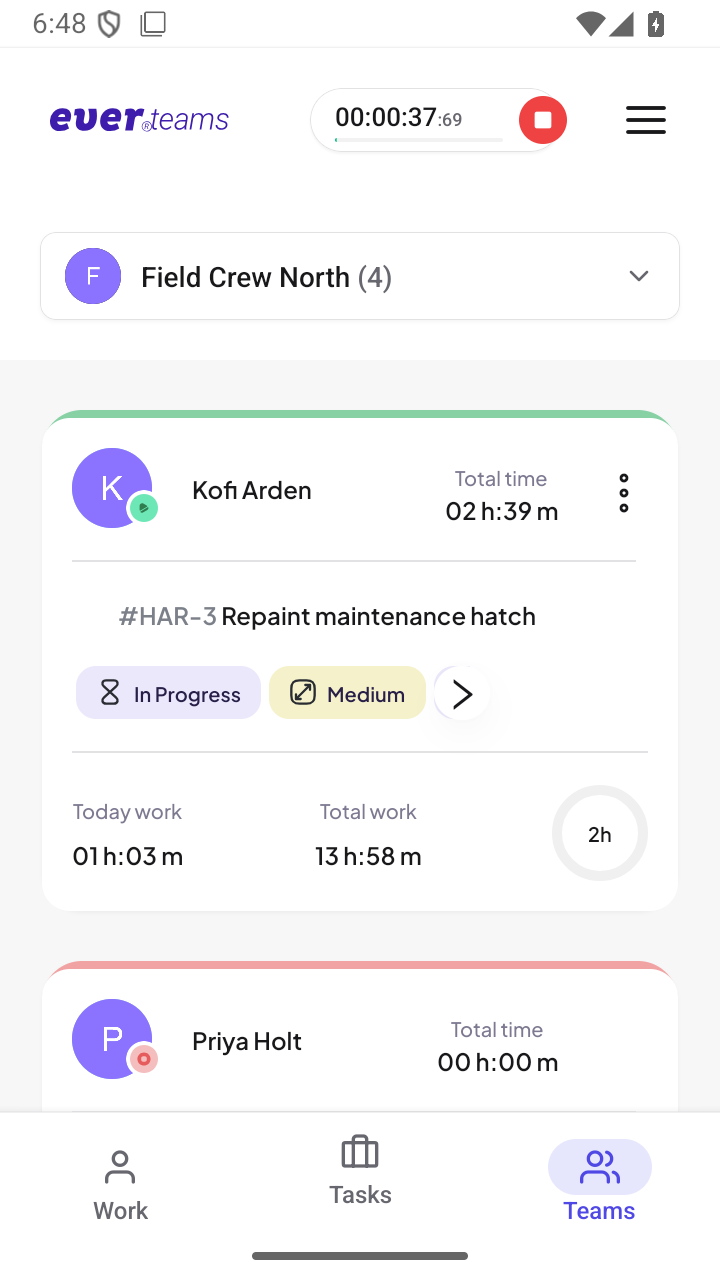 6:48
ever®teams
00:00:37:69
F
Field Crew North (4)
K
Kofi Arden
Total time
02 h:39 m
#HAR-3 Repaint maintenance hatch
In Progress
Medium
Today work
Total work
01 h:03 m
13 h:58 m
2h
P
Priya Holt
Total time
00 h:00 m
Work
Tasks
Teams